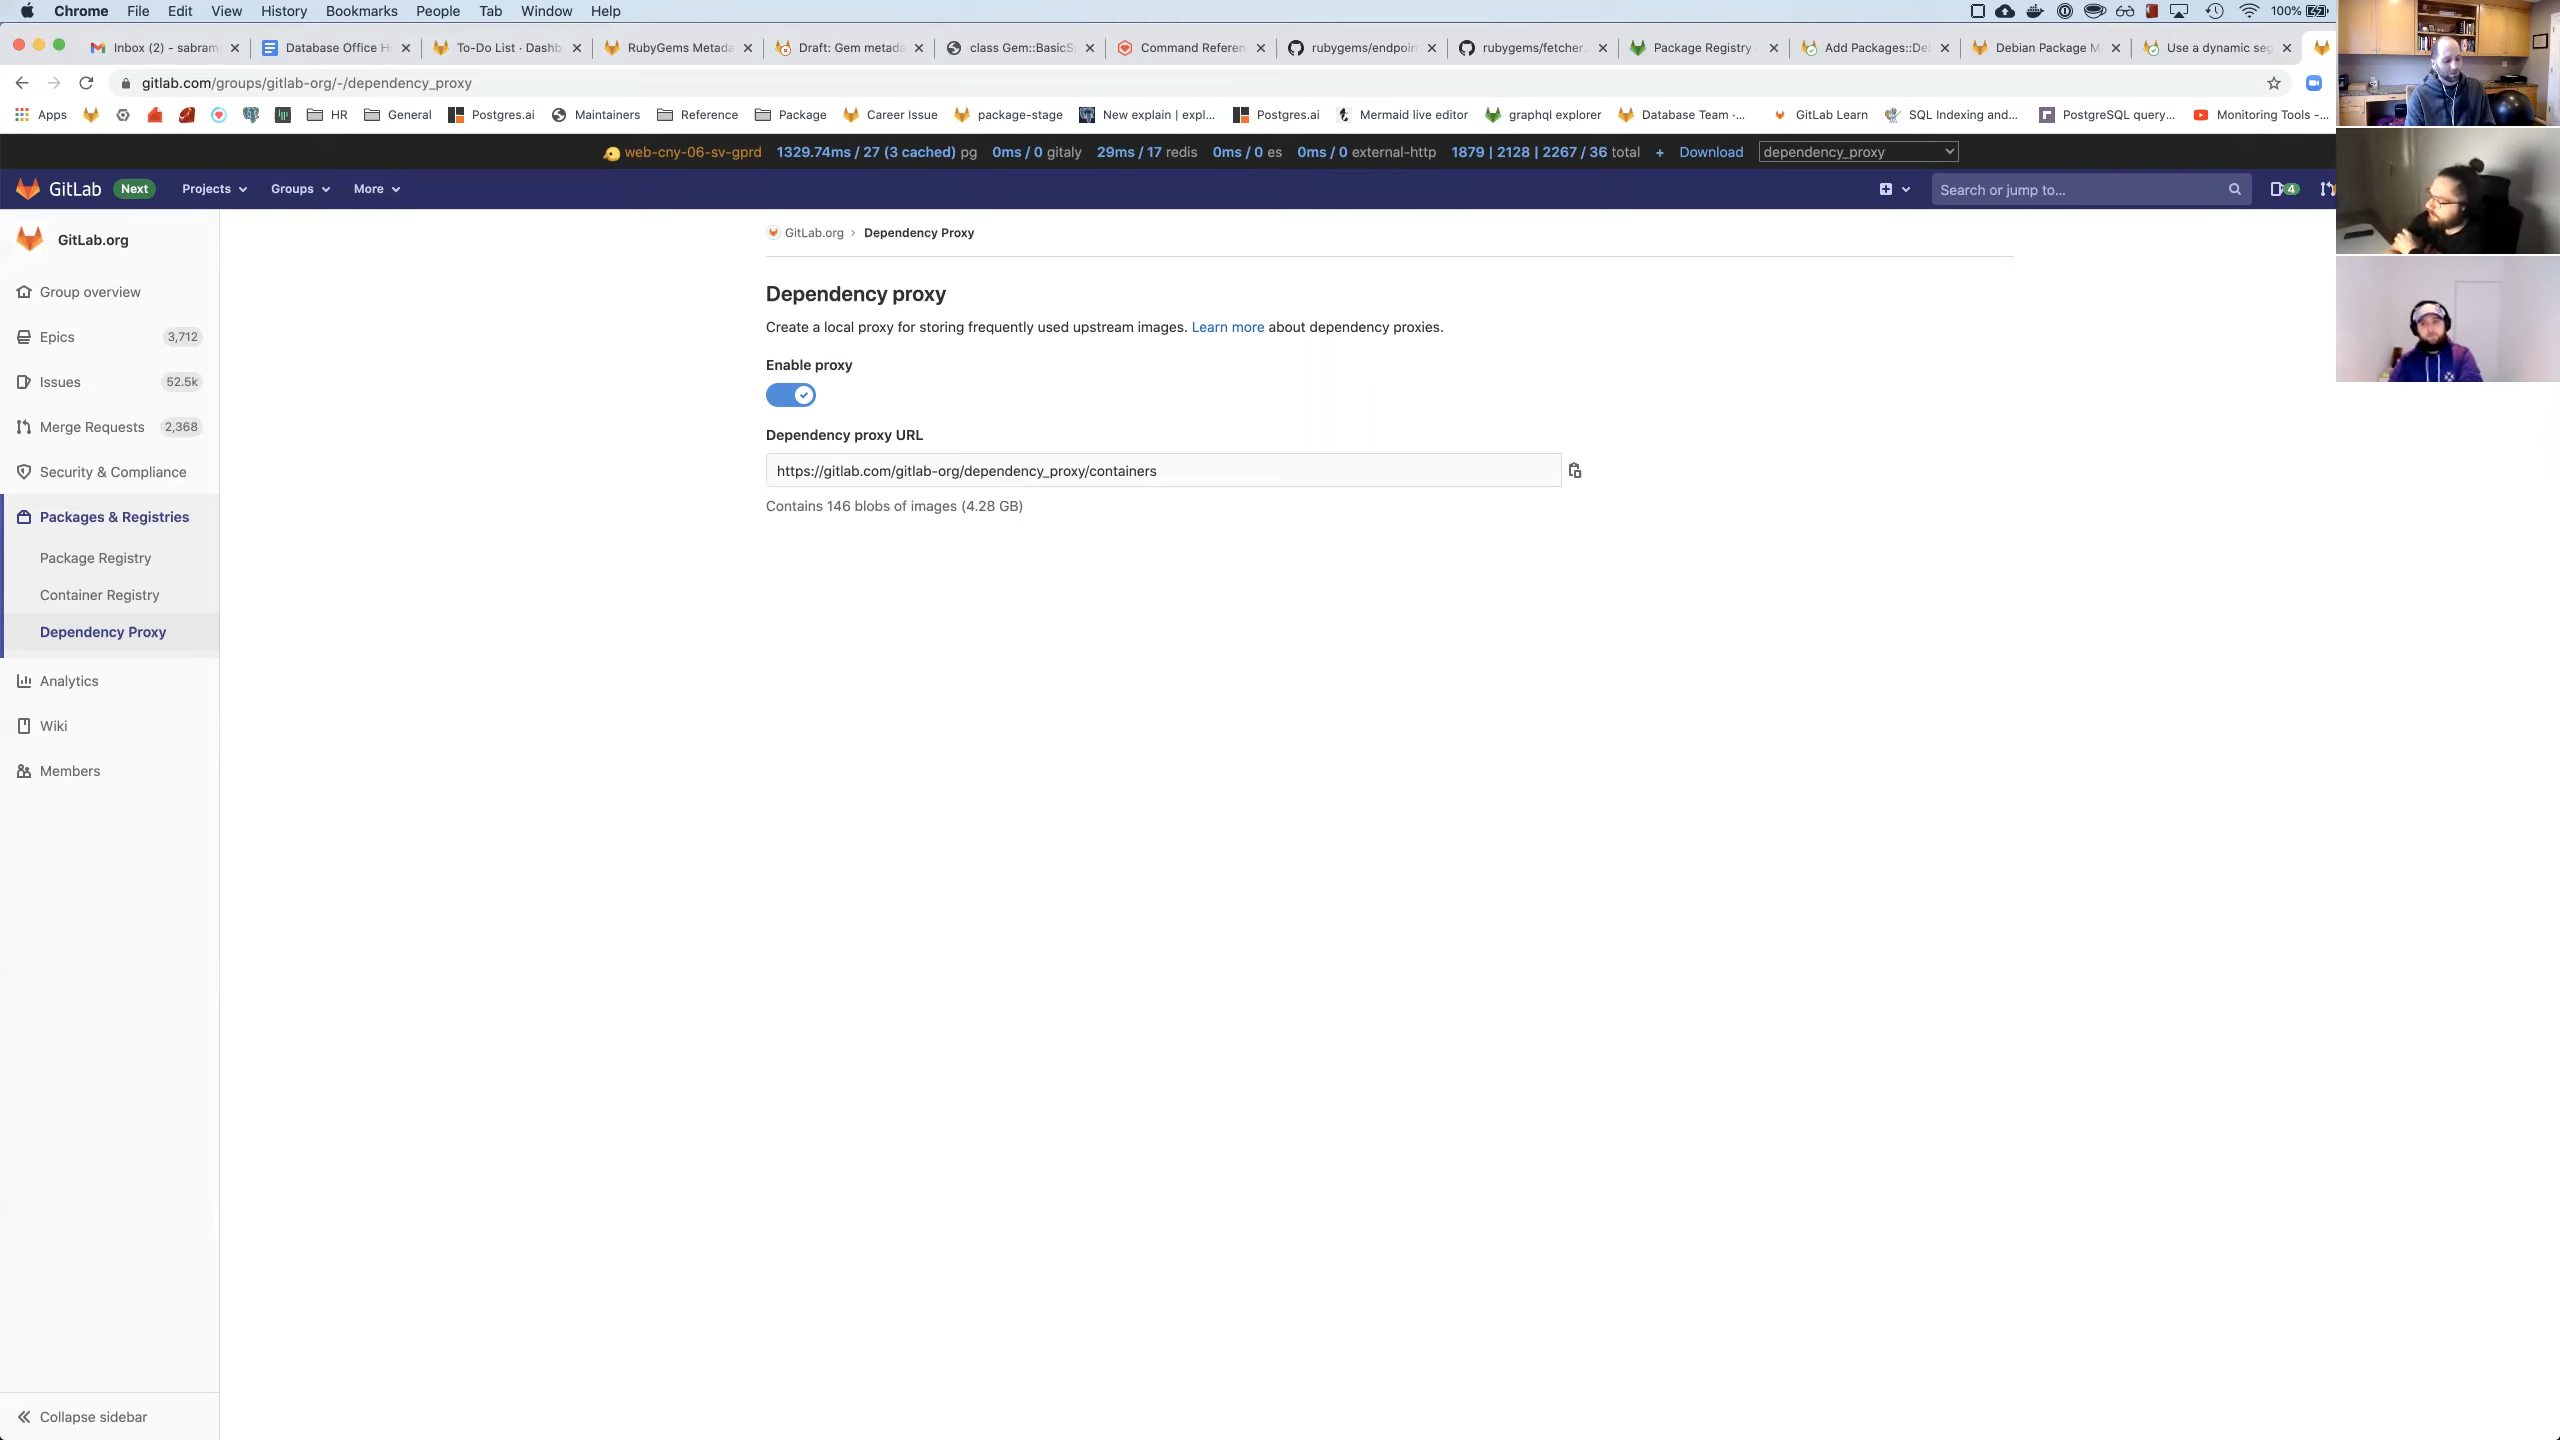 Chrome File Edit View History Bookmarks People Tab Window Help 100%
Inbox (2) - sabram Database Office H To-Do List · Dashb RubyGems Metada Draft: Gem metada class Gem::BasicS Command Referen rubygems/endpoin rubygems/fetcher. Package Registry · Add Packages::De Debian Package M Use a dynamic seg
gitlab.com/groups/gitlab-org/-/dependency_proxy
Apps HR General Postgres.ai Maintainers Reference Package Career Issue package-stage New explain | expl... Postgres.ai Mermaid live editor graphql explorer Database Team ·... GitLab Learn SQL Indexing and... PostgreSQL query... Monitoring Tools -...
web-cny-06-sv-gprd 1329.74ms / 27 (3 cached) pg 0ms / 0 gitaly 29ms / 17 redis 0ms / 0 es 0ms / 0 external-http 1879 | 2128 | 2267 / 36 total + Download dependency_proxy
GitLab Next Projects Groups More Search or jump to... 4
GitLab.org
Group overview
Epics 3,712
Issues 52.5k
Merge Requests 2,368
Security & Compliance
Packages & Registries
Package Registry
Container Registry
Dependency Proxy
Analytics
Wiki
Members
Collapse sidebar
GitLab.org › Dependency Proxy
Dependency proxy
Create a local proxy for storing frequently used upstream images. Learn more about dependency proxies.
Enable proxy
Dependency proxy URL
https://gitlab.com/gitlab-org/dependency_proxy/containers
Contains 146 blobs of images (4.28 GB)